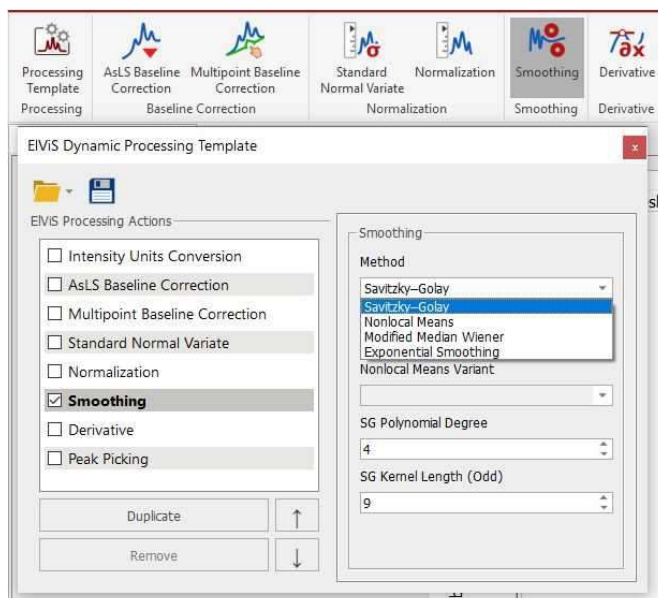 Processing Template
AsLS Baseline Correction
Multipoint Baseline Correction
Standard Normal Variate
Normalization
Smoothing
Derivative
Processing
Baseline Correction
Normalization
Smoothing
Derivative
ElViS Dynamic Processing Template
x
ElViS Processing Actions
Intensity Units Conversion
AsLS Baseline Correction
Multipoint Baseline Correction
Standard Normal Variate
Normalization
Smoothing
Derivative
Peak Picking
Duplicate
↑
Remove
↓
Smoothing
Method
Savitzky–Golay
Savitzky–Golay
Nonlocal Means
Modified Median Wiener
Exponential Smoothing
Nonlocal Means Variant
SG Polynomial Degree
4
SG Kernel Length (Odd)
9